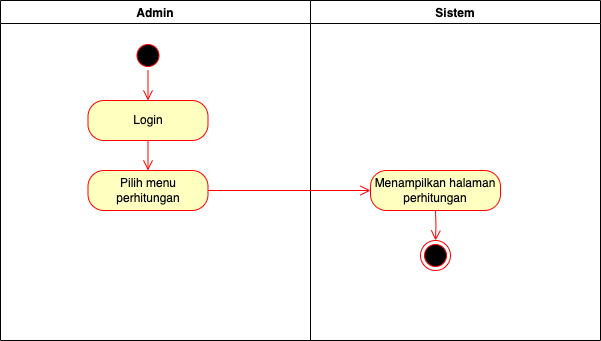 Admin
Sistem
Login
Pilih menu
perhitungan
Menampilkan halaman
perhitungan